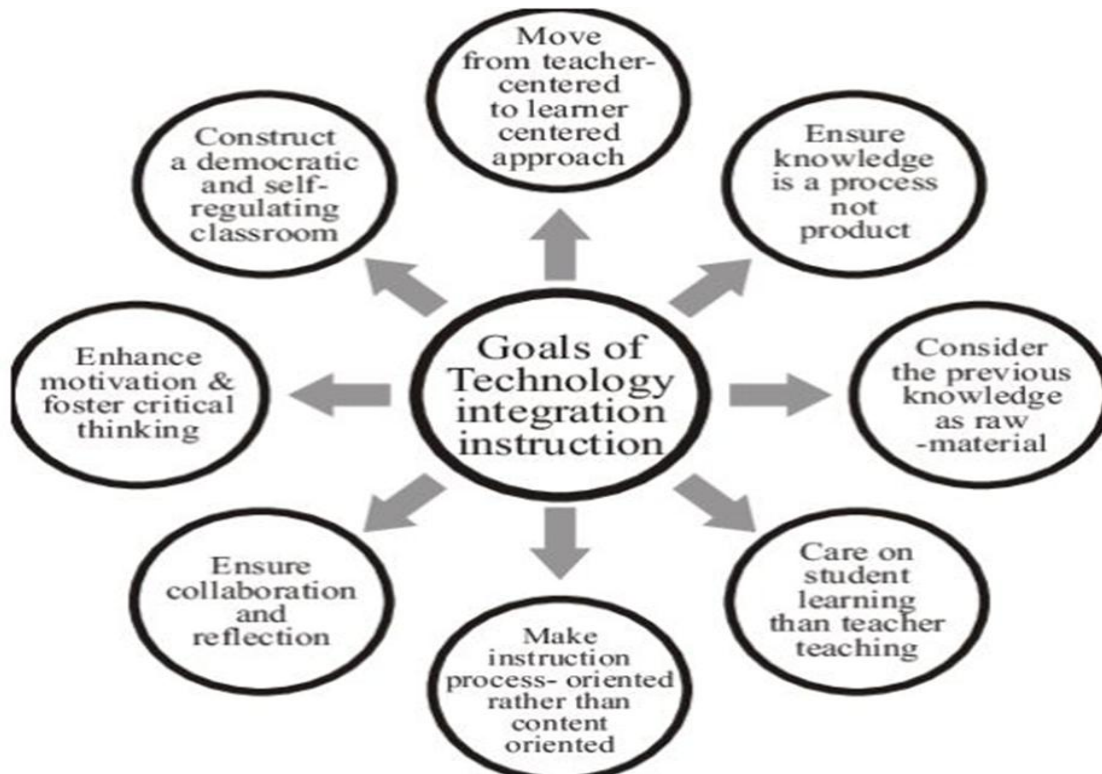 Move
from teacher-
centered
to learner
centered
approach
Ensure
knowledge
is a process
not
product
Consider
the previous
knowledge
as raw
-material
Care on
student
learning
than teacher
teaching
Make
instruction
process- oriented
rather than
content
oriented
Ensure
collaboration
and
reflection
Enhance
motivation &
foster critical
thinking
Construct
a democratic
and self-
regulating
classroom
Goals of
Technology
integration
instruction